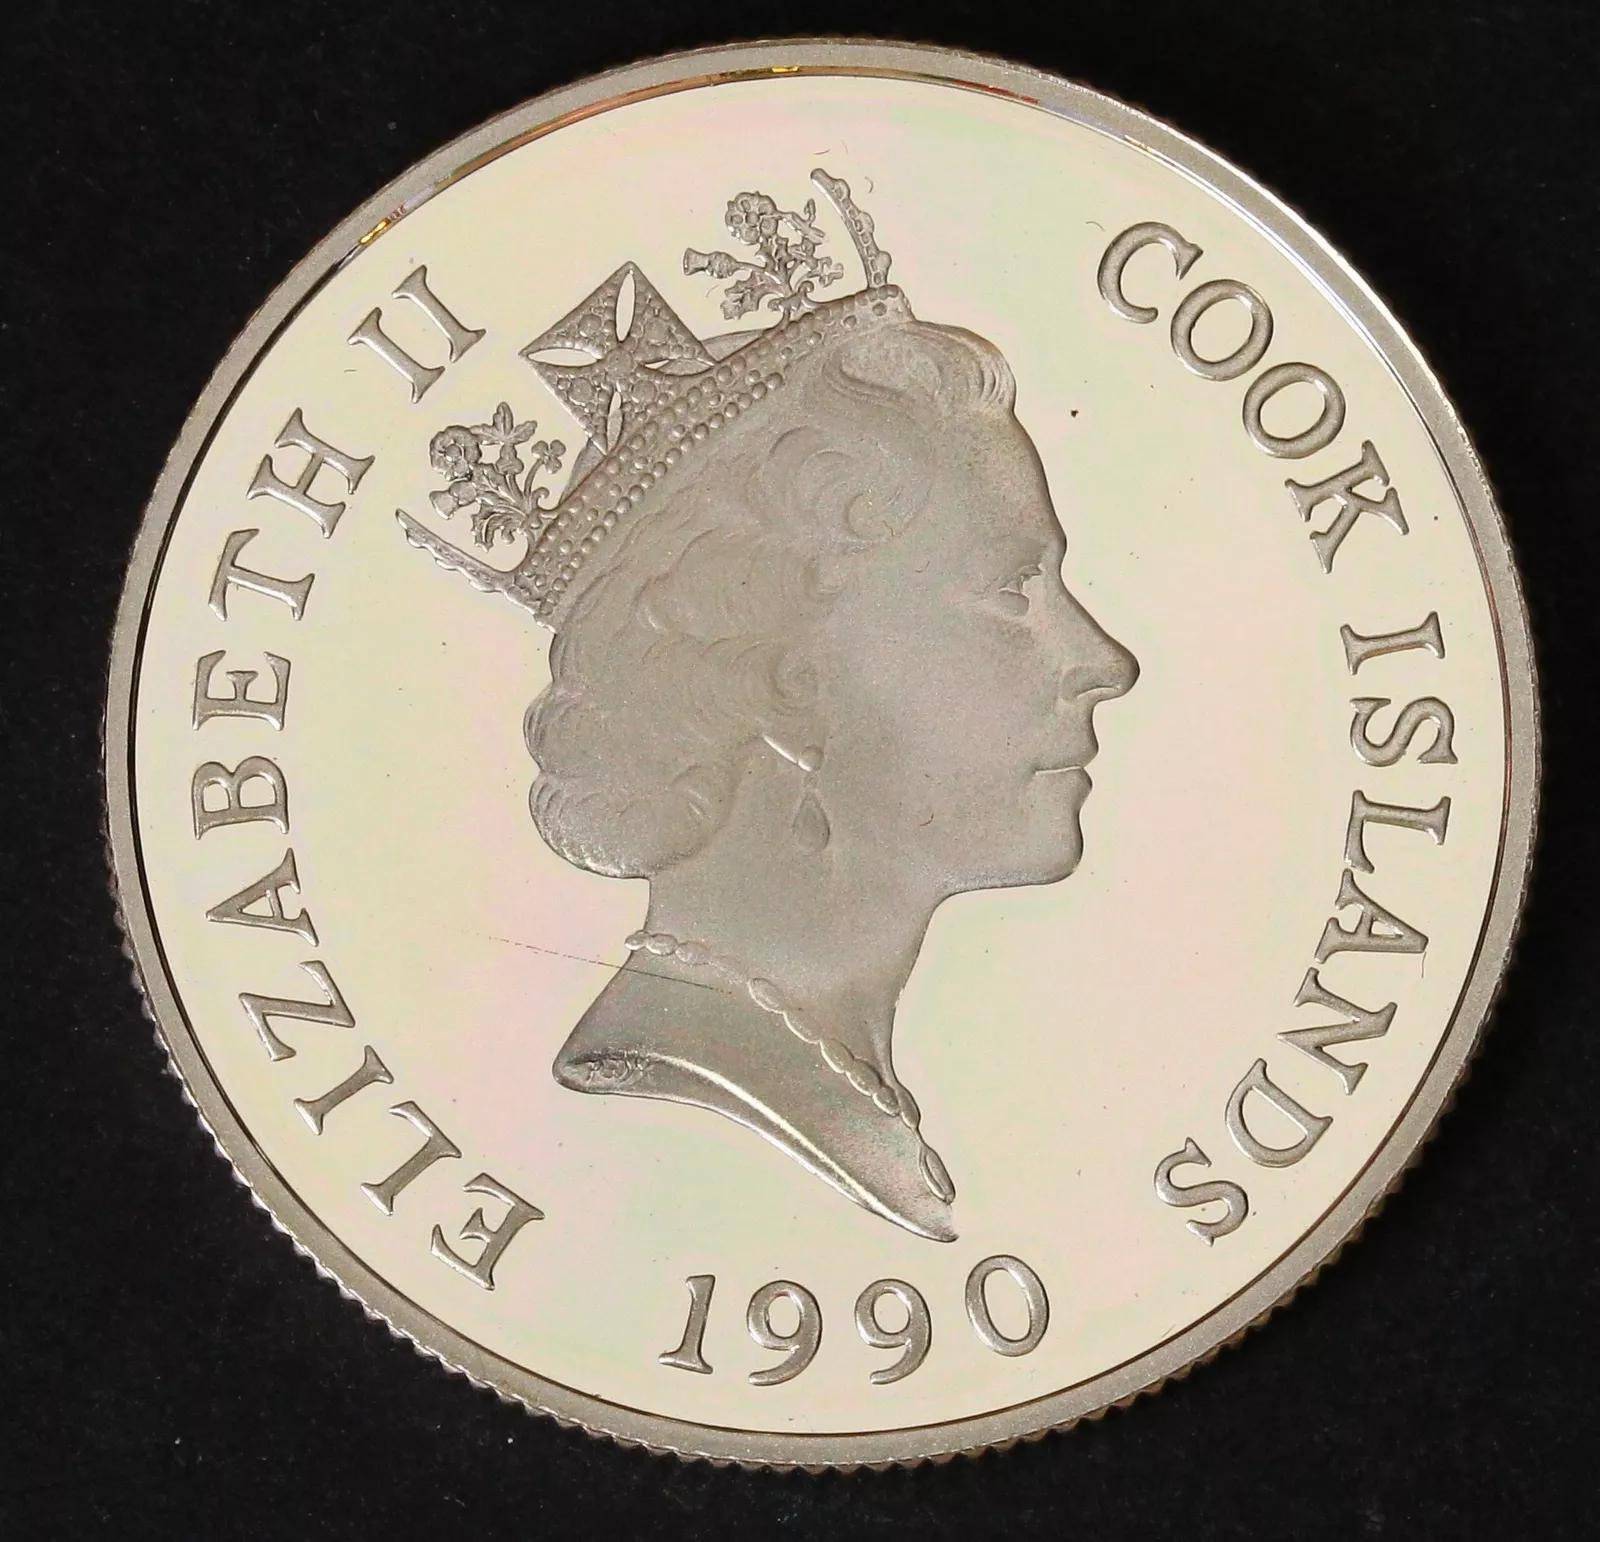 ELIZABETH II
COOK ISLANDS
1990